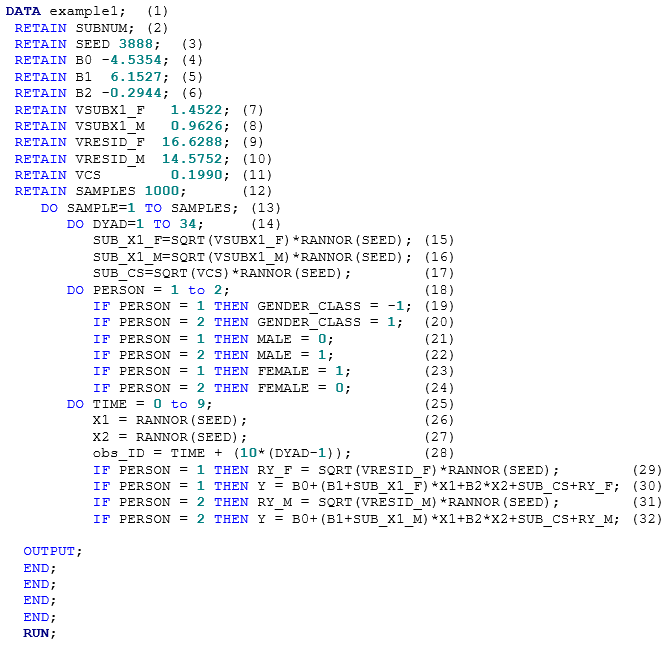 DATA example1; (1)
RETAIN SUBNUM; (2)
RETAIN SEED 3888; (3)
RETAIN B0 -4.5354; (4)
RETAIN B1 6.1527; (5)
RETAIN B2 -0.2944; (6)
RETAIN VSUBX1_F 1.4522; (7)
RETAIN VSUBX1_M 0.9626; (8)
RETAIN VRESID_F 16.6288; (9)
RETAIN VRESID_M 14.5752; (10)
RETAIN VCS 0.1990; (11)
RETAIN SAMPLES 1000; (12)
DO SAMPLE=1 TO SAMPLES; (13)
DO DYAD=1 TO 34; (14)
SUB_X1_F=SQRT(VSUBX1_F)*RANNOR(SEED); (15)
SUB_X1_M=SQRT(VSUBX1_M)*RANNOR(SEED); (16)
SUB_CS=SQRT(VCS)*RANNOR(SEED); (17)
DO PERSON = 1 to 2; (18)
IF PERSON = 1 THEN GENDER_CLASS = -1; (19)
IF PERSON = 2 THEN GENDER_CLASS = 1; (20)
IF PERSON = 1 THEN MALE = 0; (21)
IF PERSON = 2 THEN MALE = 1; (22)
IF PERSON = 1 THEN FEMALE = 1; (23)
IF PERSON = 2 THEN FEMALE = 0; (24)
DO TIME = 0 to 9; (25)
X1 = RANNOR(SEED); (26)
X2 = RANNOR(SEED); (27)
obs_ID = TIME + (10*(DYAD-1)); (28)
IF PERSON = 1 THEN RY_F = SQRT(VRESID_F)*RANNOR(SEED); (29)
IF PERSON = 1 THEN Y = B0+(B1+SUB_X1_F)*X1+B2*X2+SUB_CS+RY_F; (30)
IF PERSON = 2 THEN RY_M = SQRT(VRESID_M)*RANNOR(SEED); (31)
IF PERSON = 2 THEN Y = B0+(B1+SUB_X1_M)*X1+B2*X2+SUB_CS+RY_M; (32)
OUTPUT;
END;
END;
END;
END;
RUN;